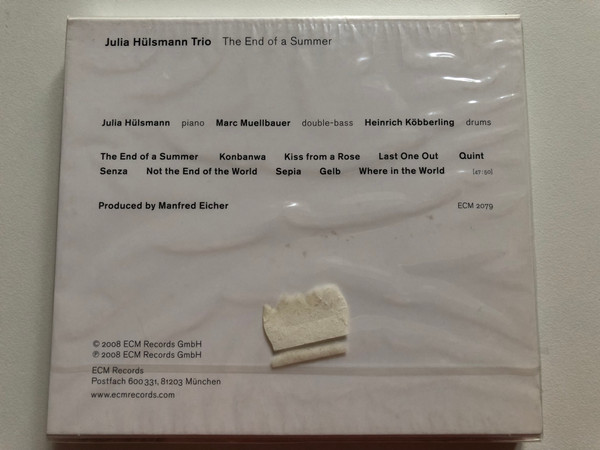 Julia Hülsmann Trio The End of a Summer
Julia Hülsmann piano Marc Muellbauer double-bass Heinrich Köbberling drums
The End of a Summer Konbanwa Kiss from a Rose Last One Out Quint
Senza Not the End of the World Sepia Gelb Where in the World [47:50]
Produced by Manfred Eicher ECM 2079
© 2008 ECM Records GmbH
℗ 2008 ECM Records GmbH
ECM Records
Postfach 600 331, 81203 München
www.ecmrecords.com